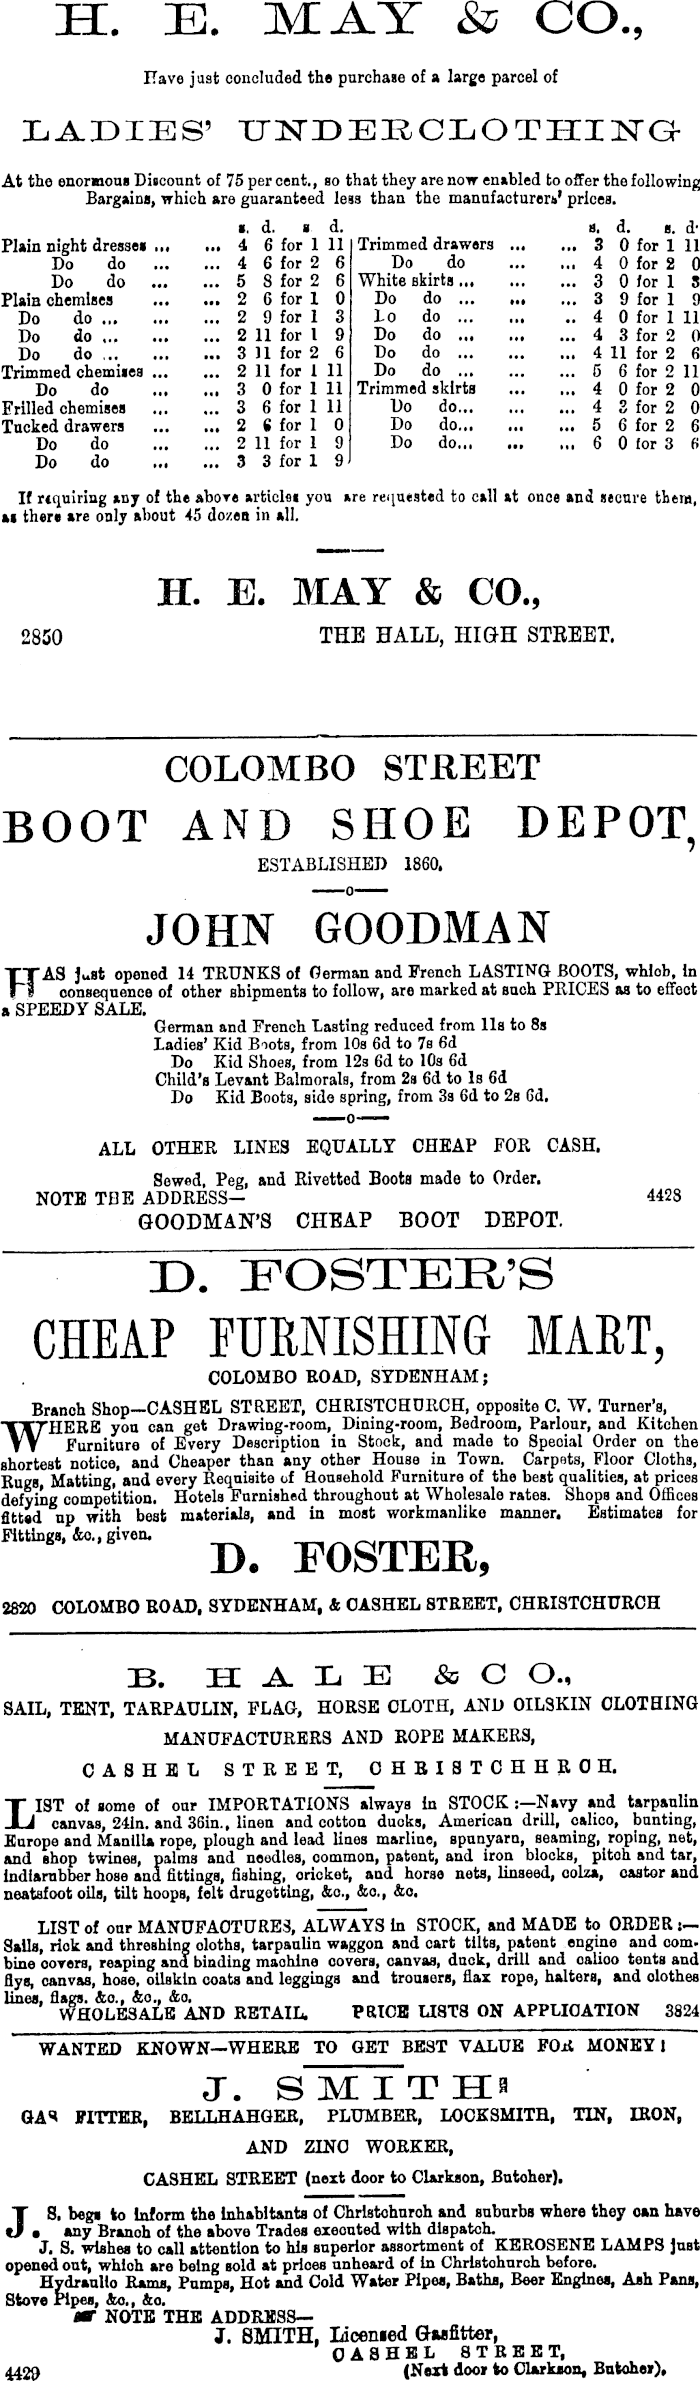 H. E. MAY & CO.,
Have just concluded the purchase of a large parcel of
LADIES' UNDERCLOTHING
At the enormous Discount of 75 per cent., so that they are now enabled to offer the following
Bargains, which are guaranteed less than the manufacturers' prices.
s. d. s d.
Plain night dresses ... ... 4 6 for 1 11
Do do ... ... 4 6 for 2 6
Do do ... ... 5 8 for 2 6
Plain chemises ... ... 2 6 for 1 0
Do do ... ... 2 9 for 1 3
Do do ... ... 2 11 for 1 9
Do do ... ... 3 11 for 2 6
Trimmed chemises ... ... 2 11 for 1 11
Do do ... ... 3 0 for 1 11
Frilled chemises ... ... 3 6 for 1 11
Tucked drawers ... ... 2 6 for 1 0
Do do ... ... 2 11 for 1 9
Do do ... ... 3 3 for 1 9
s. d. s. d.
Trimmed drawers ... ... 3 0 for 1 11
Do do ... ... 4 0 for 2 0
White skirts ... ... ... 3 0 for 1 3
Do do ... ... ... 3 9 for 1 9
Do do ... ... .. 4 0 for 1 11
Do do ... ... ... 4 3 for 2 0
Do do ... ... ... 4 11 for 2 6
Do do ... ... ... 5 6 for 2 11
Trimmed skirts ... ... 4 0 for 2 0
Do do... ... ... 4 3 for 2 0
Do do... ... ... 5 6 for 2 6
Do do... ... ... 6 0 for 3 6
If requiring any of the above articles you are requested to call at once and secure them,
as there are only about 45 dozen in all.
H. E. MAY & CO.,
2850 THE HALL, HIGH STREET.
COLOMBO STREET
BOOT AND SHOE DEPOT,
ESTABLISHED 1860.
—o—
JOHN GOODMAN
HAS just opened 14 TRUNKS of German and French LASTING BOOTS, which, in
consequence of other shipments to follow, are marked at such PRICES as to effect
a SPEEDY SALE.
German and French Lasting reduced from 11s to 8s
Ladies' Kid Boots, from 10s 6d to 7s 6d
Do Kid Shoes, from 12s 6d to 10s 6d
Child's Levant Balmorals, from 2s 6d to 1s 6d
Do Kid Boots, side spring, from 3s 6d to 2s 6d.
—o—
ALL OTHER LINES EQUALLY CHEAP FOR CASH.
Sewed, Peg, and Rivetted Boots made to Order.
NOTE THE ADDRESS— 4428
GOODMAN'S CHEAP BOOT DEPOT.
D. FOSTER'S
CHEAP FURNISHING MART,
COLOMBO ROAD, SYDENHAM;
Branch Shop—CASHEL STREET, CHRISTCHURCH, opposite C. W. Turner's,
WHERE you can get Drawing-room, Dining-room, Bedroom, Parlour, and Kitchen
Furniture of Every Description in Stock, and made to Special Order on the
shortest notice, and Cheaper than any other House in Town. Carpets, Floor Cloths,
Rugs, Matting, and every Requisite of Household Furniture of the best qualities, at prices
defying competition. Hotels Furnished throughout at Wholesale rates. Shops and Offices
fitted up with best materials, and in most workmanlike manner. Estimates for
Fittings, &c., given.
D. FOSTER,
2820 COLOMBO ROAD, SYDENHAM, & CASHEL STREET, CHRISTCHURCH
B. HALE & CO.,
SAIL, TENT, TARPAULIN, FLAG, HORSE CLOTH, AND OILSKIN CLOTHING
MANUFACTURERS AND ROPE MAKERS,
CASHEL STREET, CHRISTCHHRCH.
LIST of some of our IMPORTATIONS always in STOCK :—Navy and tarpaulin
canvas, 24in. and 36in., linen and cotton ducks, American drill, calico, bunting,
Europe and Manilla rope, plough and lead lines marline, spunyarn, seaming, roping, net,
and shop twines, palms and needles, common, patent, and iron blocks, pitch and tar,
indiarubber hose and fittings, fishing, cricket, and horse nets, linseed, colza, castor and
neatsfoot oils, tilt hoops, felt drugetting, &c., &c., &c.
LIST of our MANUFACTURES, ALWAYS in STOCK, and MADE to ORDER :—
Sails, rick and threshing cloths, tarpaulin waggon and cart tilts, patent engine and com-
bine covers, reaping and binding machine covers, canvas, duck, drill and calico tents and
flys, canvas, hose, oilskin coats and leggings and trousers, flax rope, halters, and clothes
lines, flags. &c., &c., &c.
WHOLESALE AND RETAIL. PRICE LISTS ON APPLICATION 3824
WANTED KNOWN—WHERE TO GET BEST VALUE FOR MONEY!
J. SMITH
GAS FITTER, BELLHAHGER, PLUMBER, LOCKSMITH, TIN, IRON,
AND ZINC WORKER,
CASHEL STREET (next door to Clarkson, Butcher).
J. S. begs to inform the inhabitants of Christchurch and suburbs where they can have
any Branch of the above Trades executed with dispatch.
J. S. wishes to call attention to his superior assortment of KEROSENE LAMPS just
opened out, which are being sold at prices unheard of in Christchurch before.
Hydraulic Rams, Pumps, Hot and Cold Water Pipes, Baths, Beer Engines, Ash Pans,
Stove Pipes, &c., &c.
☛ NOTE THE ADDRESS—
J. SMITH, Licensed Gasfitter,
CASHEL STREET,
4429 (Next door to Clarkson, Butcher).